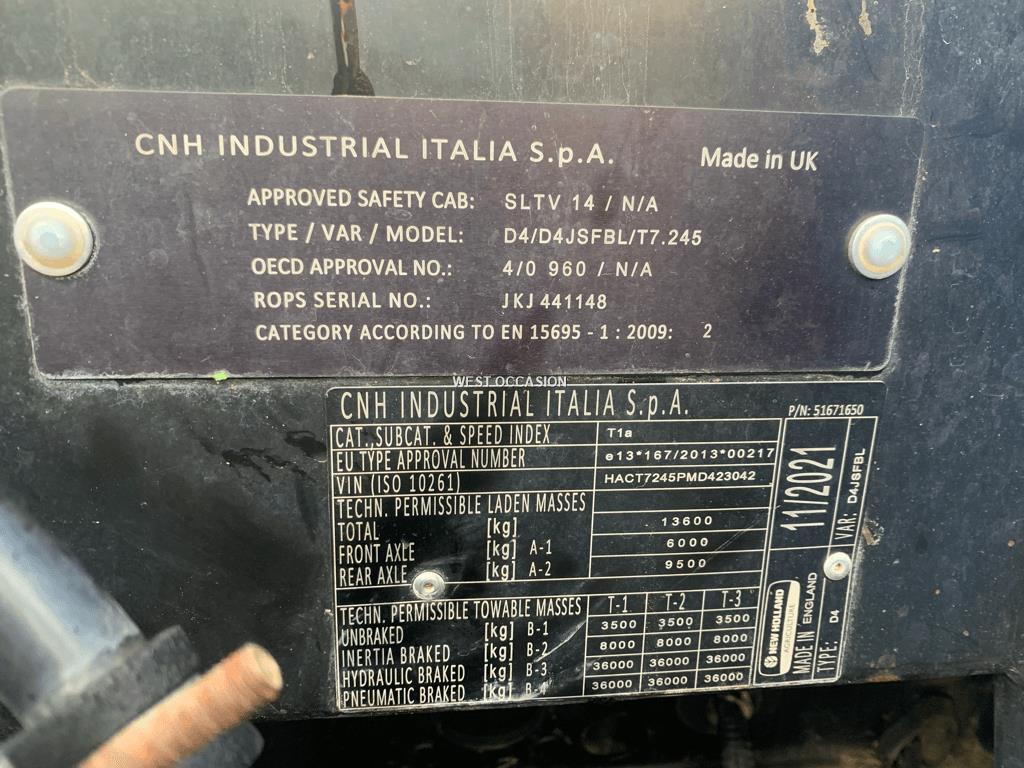 CNH INDUSTRIAL ITALIA S.p.A. Made in UK
APPROVED SAFETY CAB: SLTV 14 / N/A
TYPE / VAR / MODEL: D4/D4JSFBL/T7.245
OECD APPROVAL NO.: 4/0 960 / N/A
ROPS SERIAL NO.: JKJ 441148
CATEGORY ACCORDING TO EN 15695 - 1 : 2009: 2
WEST OCCASION
CNH INDUSTRIAL ITALIA S.p.A. P/N: 51671650
CAT.,SUBCAT. & SPEED INDEX T1a
EU TYPE APPROVAL NUMBER e13*167/2013*00217
VIN (ISO 10261) HACT7245PMD423042
TECHN. PERMISSIBLE LADEN MASSES
TOTAL [kg] 13600
FRONT AXLE [kg] A-1 6000
REAR AXLE [kg] A-2 9500
TECHN. PERMISSIBLE TOWABLE MASSES T-1 T-2 T-3
UNBRAKED [kg] B-1 3500 3500 3500
INERTIA BRAKED [kg] B-2 8000 8000 8000
HYDRAULIC BRAKED [kg] B-3 36000 36000 36000
PNEUMATIC BRAKED [kg] B-4 36000 36000 36000
11/2021
VAR. D4JSFBL
NEW HOLLAND
AGRICULTURE
MADE IN ENGLAND
TYPE: D4